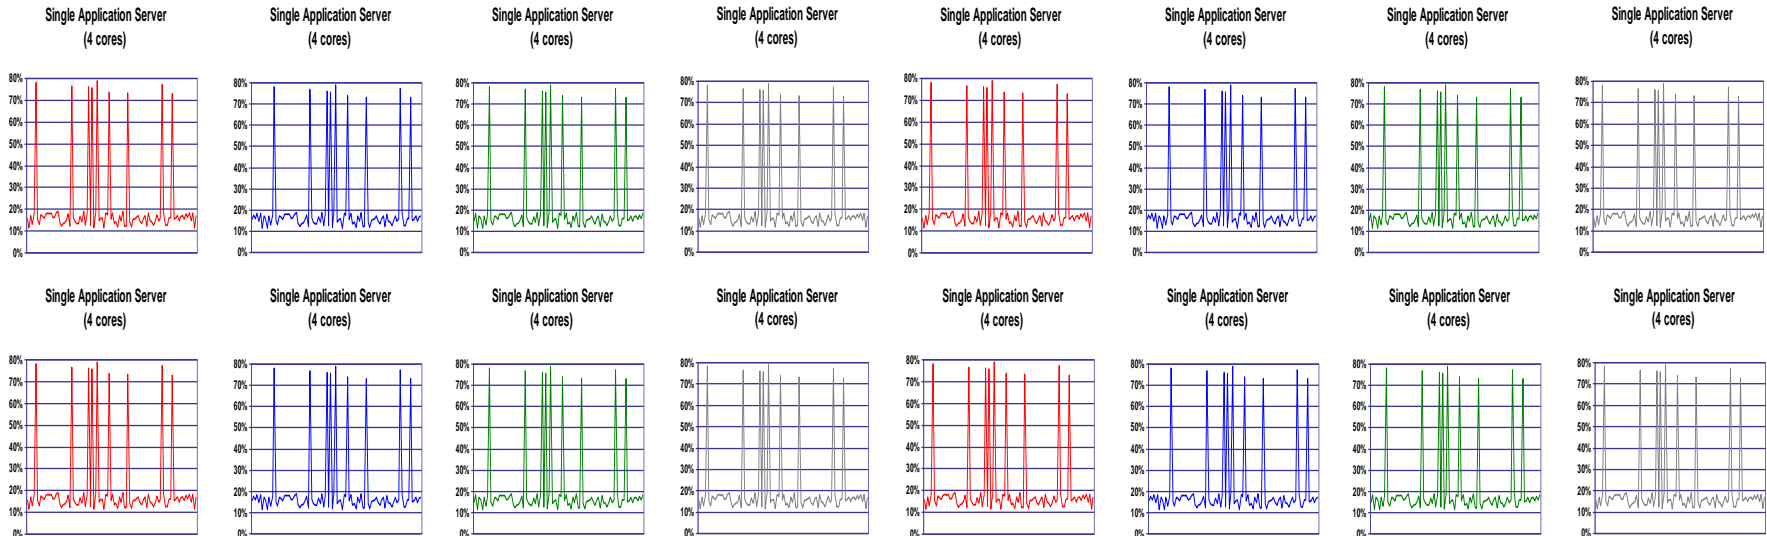 Single Application Server Single Application Server Single Application Server Single Application Server Single Application Server Single Application Server Single Application Server Single Application Server
(4 cores) (4 cores) (4 cores) (4 cores) (4 cores) (4 cores) (4 cores) (4 cores)
80% 80% 80% 80% 80% 80% 80% 80%
70% 70% 70% 70% 70% 70% 70% 70%
60% 60% 60% 60% 60% 60% 60% 60%
50% 50% 50% 50% 50% 50% 50% 50%
40% 40% 40% 40% 40% 40% 40% 40%
30% 30% 30% 30% 30% 30% 30% 30%
20% 20% 20% 20% 20% 20% 20% 20%
10% 10% 10% 10% 10% 10% 10% 10%
0% 0% 0% 0% 0% 0% 0% 0%
Single Application Server Single Application Server Single Application Server Single Application Server Single Application Server Single Application Server Single Application Server Single Application Server
(4 cores) (4 cores) (4 cores) (4 cores) (4 cores) (4 cores) (4 cores) (4 cores)
80% 80% 80% 80% 80% 80% 80% 80%
70% 70% 70% 70% 70% 70% 70% 70%
60% 60% 60% 60% 60% 60% 60% 60%
50% 50% 50% 50% 50% 50% 50% 50%
40% 40% 40% 40% 40% 40% 40% 40%
30% 30% 30% 30% 30% 30% 30% 30%
20% 20% 20% 20% 20% 20% 20% 20%
10% 10% 10% 10% 10% 10% 10% 10%
0% 0% 0% 0% 0% 0% 0% 0%